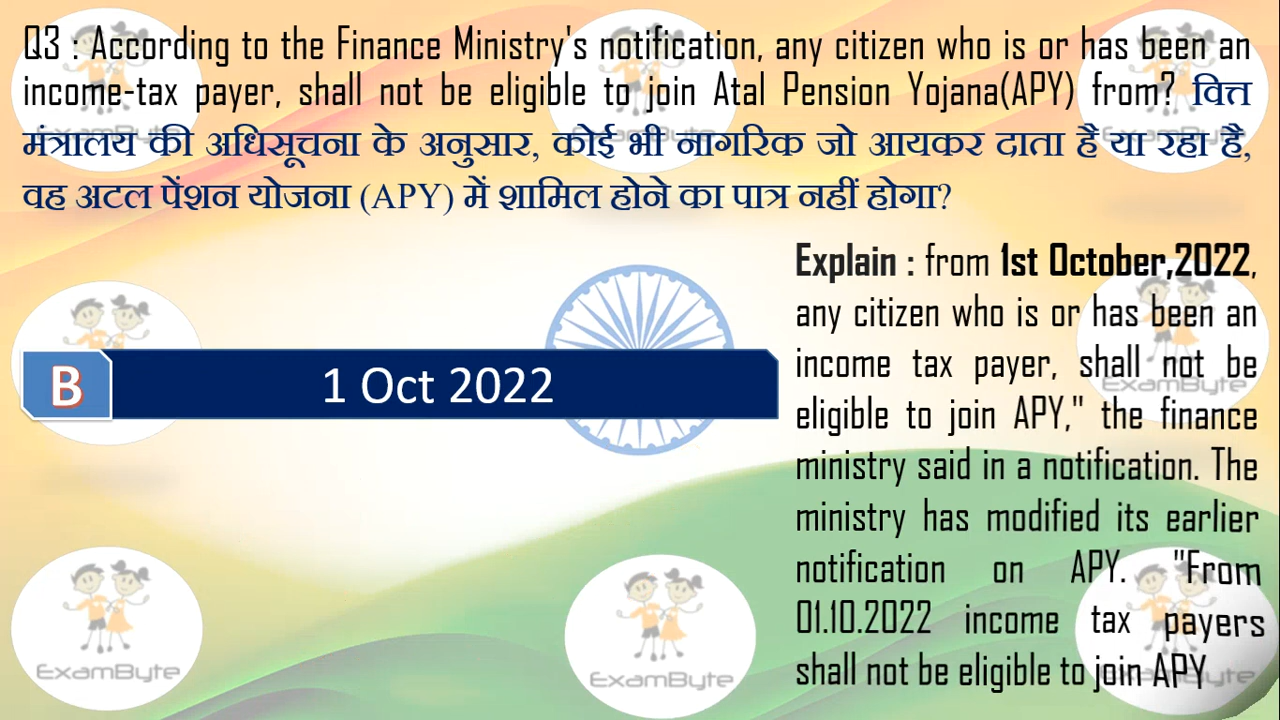 Q3 : According to the Finance Ministry's notification, any citizen who is or has been an
income-tax payer, shall not be eligible to join Atal Pension Yojana(APY) from? वित्त
मंत्रालय की अधिसूचना के अनुसार, कोई भी नागरिक जो आयकर दाता है या रहा है,
वह अटल पेंशन योजना (APY) में शामिल होने का पात्र नहीं होगा?
Explain : from 1st October,2022,
any citizen who is or has been an
income tax payer, shall not be
eligible to join APY," the finance
ministry said in a notification. The
ministry has modified its earlier
notification on APY. "From
01.10.2022 income tax payers
shall not be eligible to join APY
B
1 Oct 2022
ExamByte
ExamByte
ExamByte
ExamByte